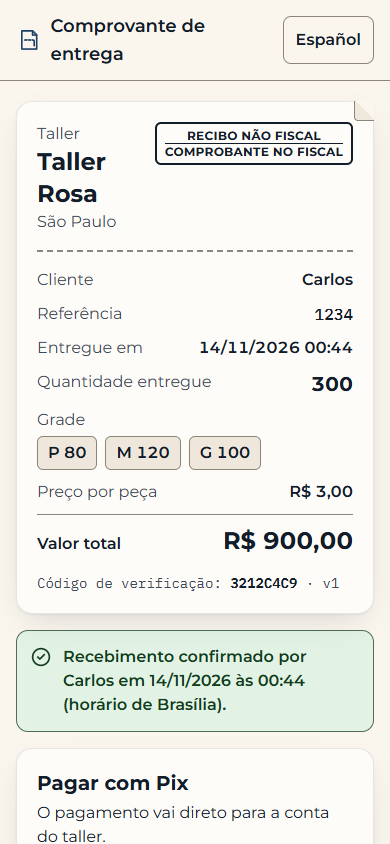 Comprovante de
entrega
Español
Taller
Taller
Rosa
São Paulo
RECIBO NÃO FISCAL
COMPROBANTE NO FISCAL
Cliente Carlos
Referência 1234
Entregue em 14/11/2026 00:44
Quantidade entregue 300
Grade
P 80 M 120 G 100
Preço por peça R$ 3,00
Valor total R$ 900,00
Código de verificação: 3212C4C9 · v1
Recebimento confirmado por
Carlos em 14/11/2026 às 00:44
(horário de Brasília).
Pagar com Pix
O pagamento vai direto para a conta
do taller.